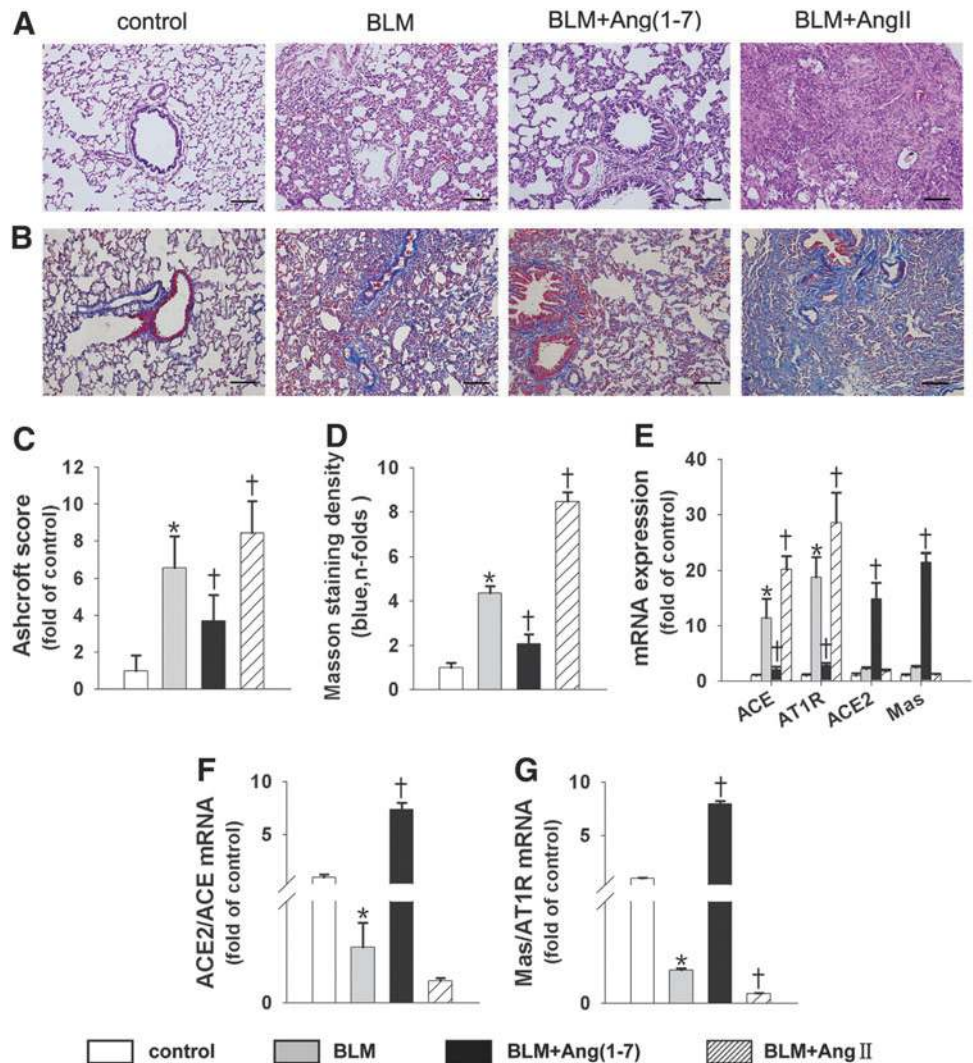 A
control
BLM
BLM+Ang(1-7)
BLM+AngII
B
C
Ashcroft score
(fold of control)
12
10
8
6
4
2
0
*
†
†
D
Masson staining density
(blue,n-folds )
10
8
6
4
2
0
*
†
†
E
mRNA expression
(fold of control)
40
30
20
10
0
*
†
†
*
†
†
†
†
ACE
AT1R
ACE2
Mas
F
ACE2/ACE mRNA
(fold of control)
10
5
0
*
†
G
Mas/AT1R mRNA
(fold of control)
10
5
0
*
†
†
control
BLM
BLM+Ang(1-7)
BLM+Ang Ⅱ